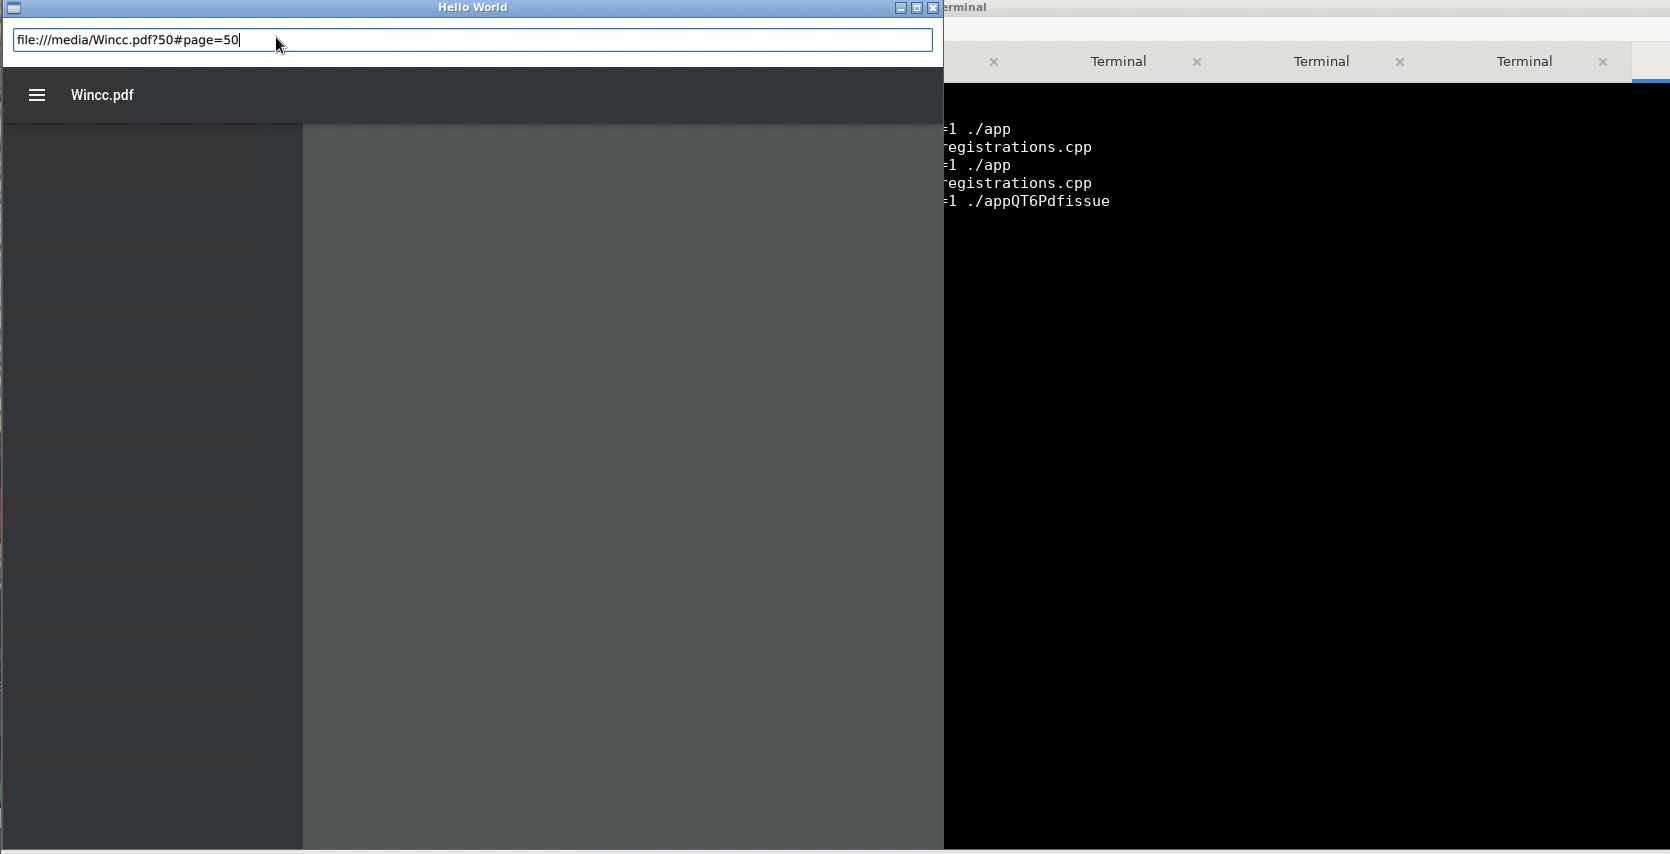 Hello World
erminal
file:///media/Wincc.pdf?50#page=50
Terminal
Terminal
Terminal
Wincc.pdf
=1 ./app
registrations.cpp
=1 ./app
registrations.cpp
=1 ./appQT6Pdfissue